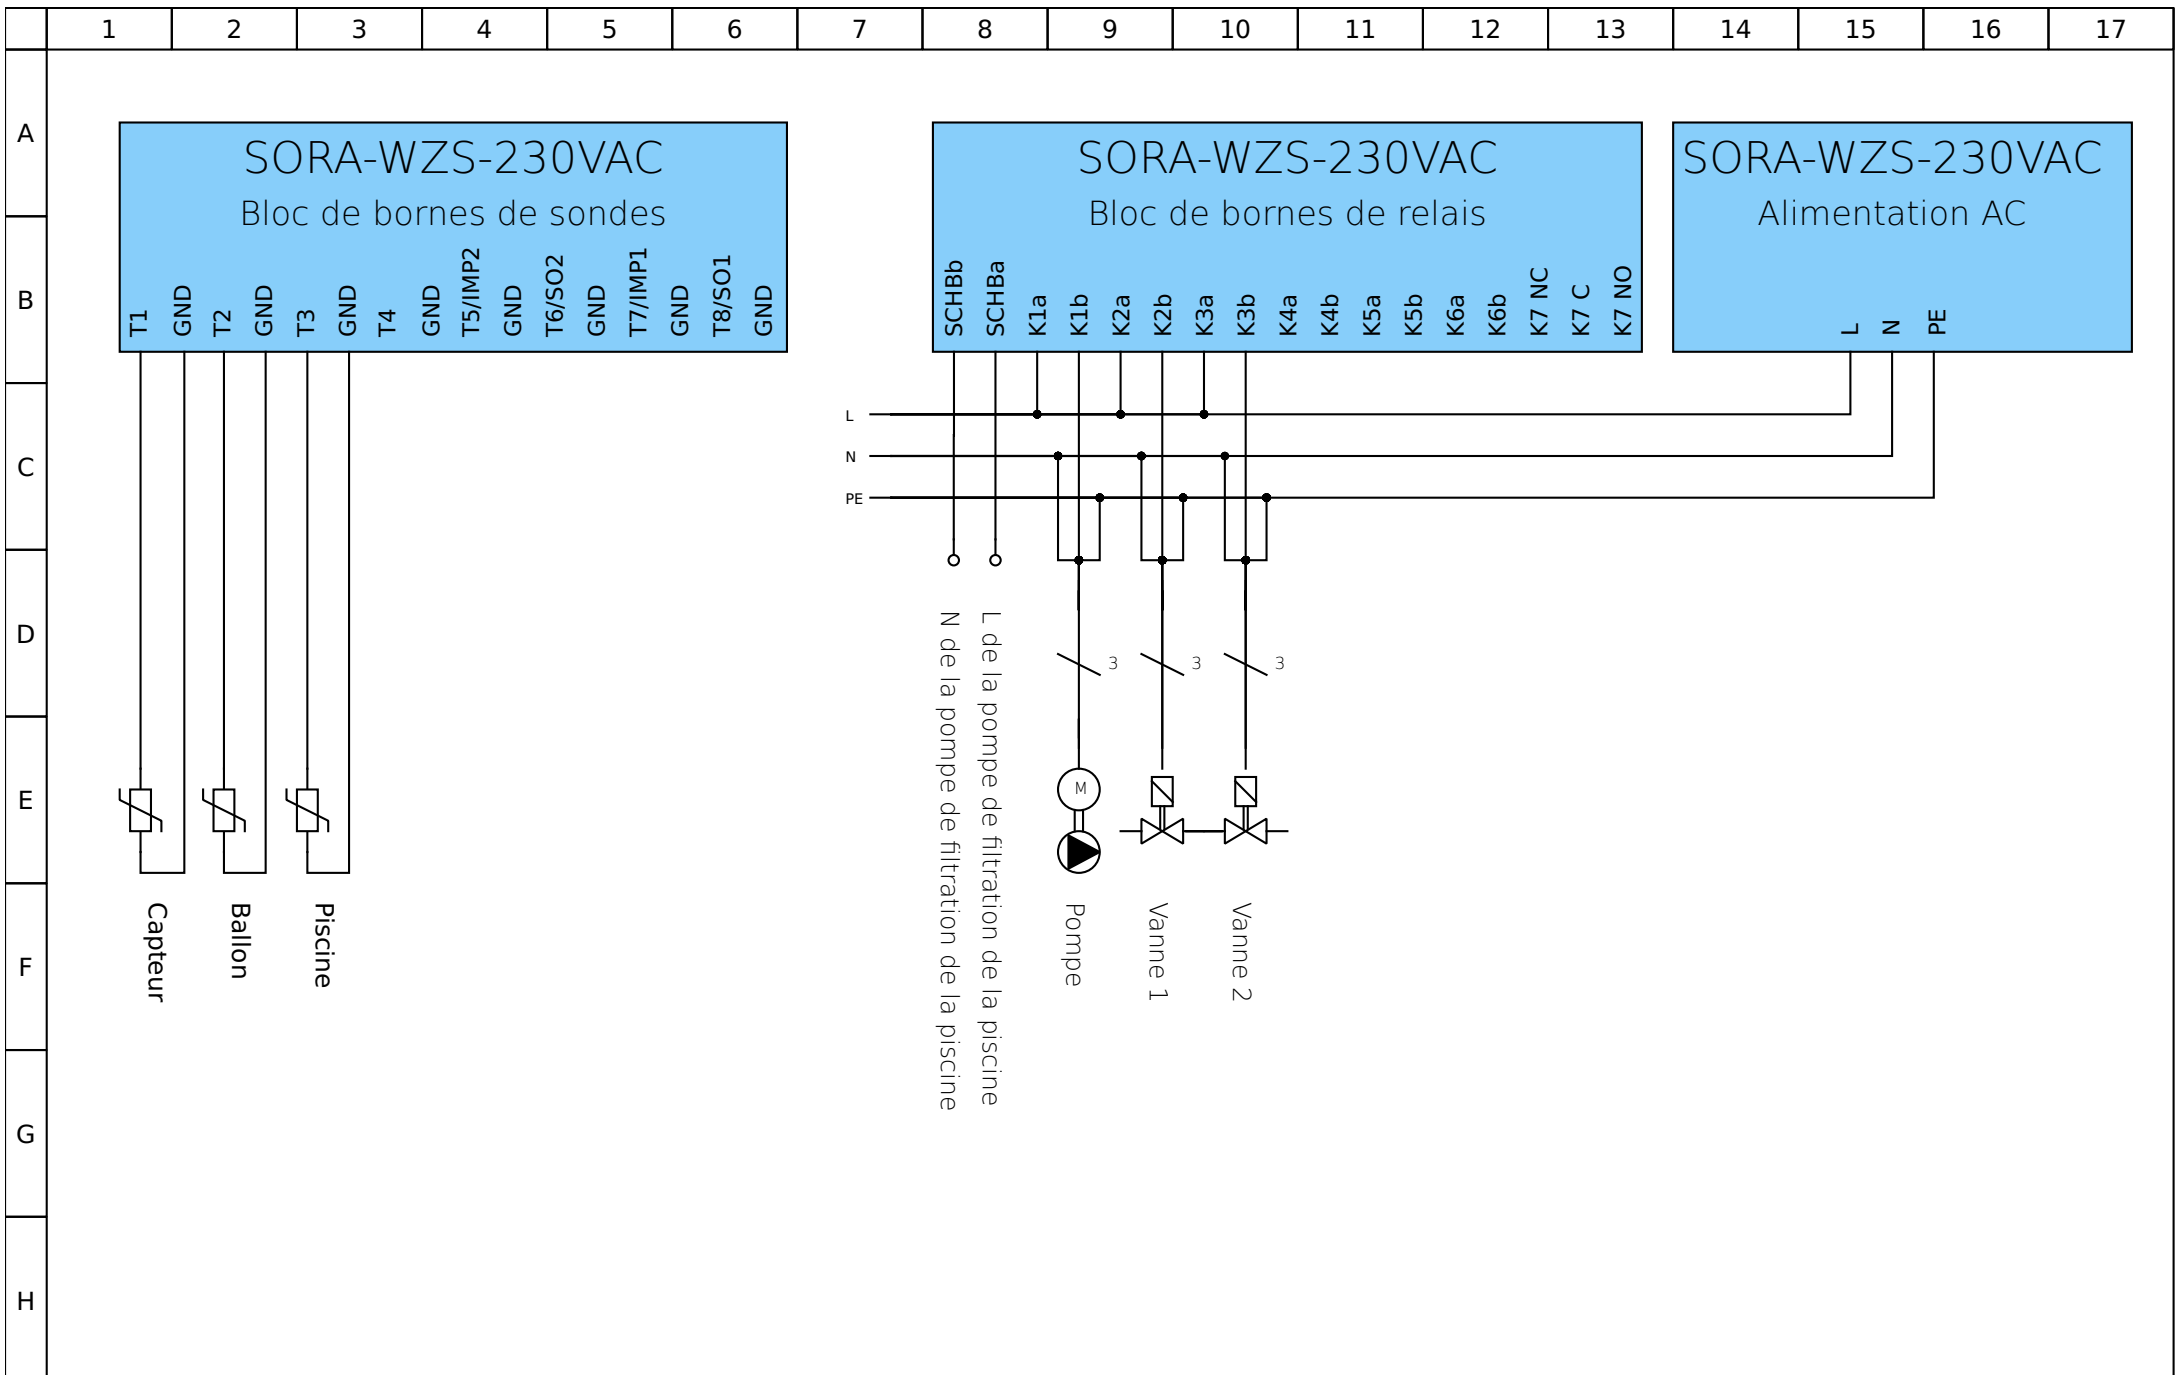 1 2 3 4 5 6 7 8 9 10 11 12 13 14 15 16 17
A
B
C
D
E
F
G
H
SORA-WZS-230VAC
Bloc de bornes de sondes
T1 GND T2 GND T3 GND T4 GND T5/IMP2 GND T6/SO2 GND T7/IMP1 GND T8/SO1 GND
SORA-WZS-230VAC
Bloc de bornes de relais
SCHBb SCHBa K1a K1b K2a K2b K3a K3b K4a K4b K5a K5b K6a K6b K7 NC K7 C K7 NO
SORA-WZS-230VAC
Alimentation AC
L N PE
L
N
PE
3 3 3
N de la pompe de filtration de la piscine
L de la pompe de filtration de la piscine
M
Capteur
Ballon
Piscine
Pompe
Vanne 1
Vanne 2